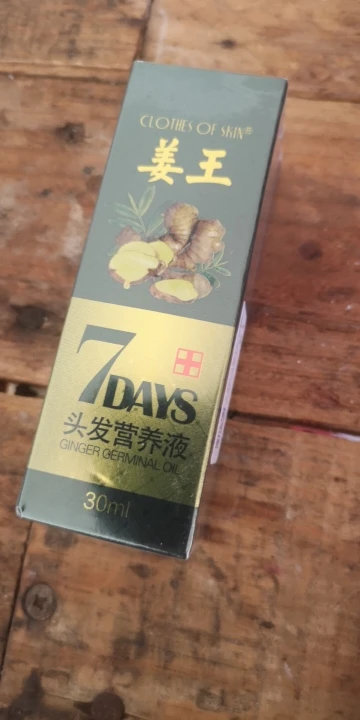 CLOTHES OF SKIN®
姜王
7DAYS
头发营养液
GINGER GERMINAL OIL
30ml